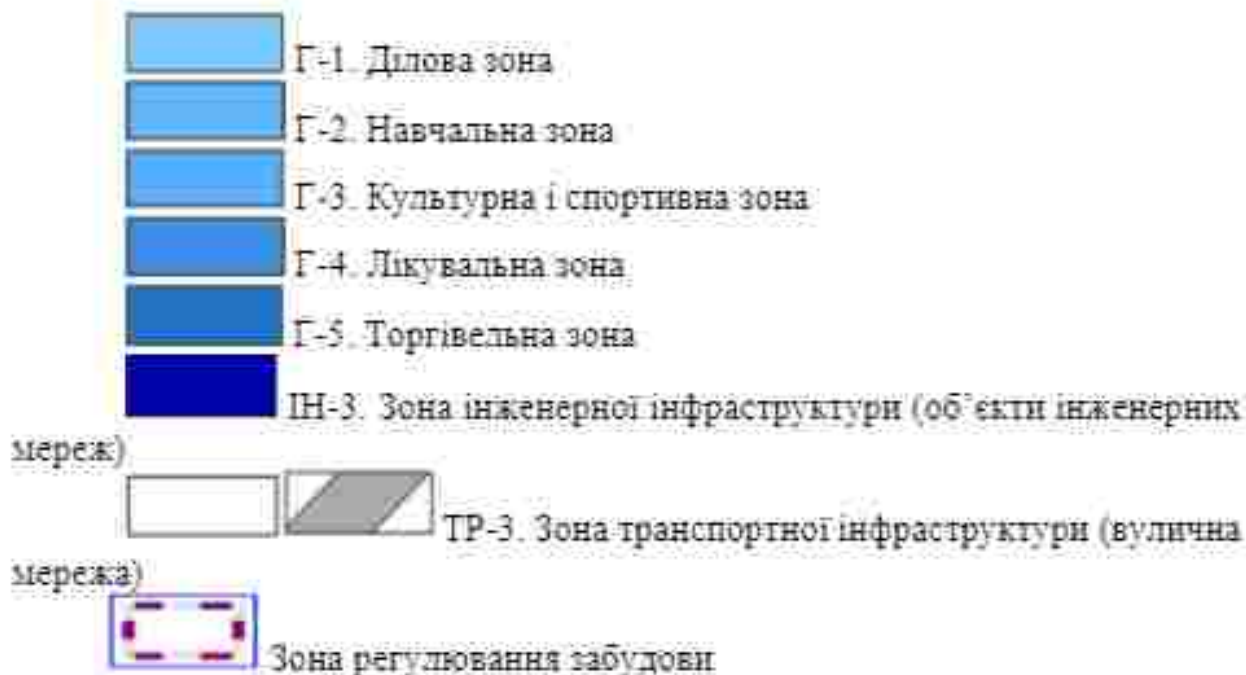 Г-1. Ділова зона
Г-2. Навчальна зона
Г-3. Культурна і спортивна зона
Г-4. Лікувальна зона
Г-5. Торгівельна зона
ІН-3. Зона інженерної інфраструктури (об'єкти інженерних
мереж)
ТР-3. Зона транспортної інфраструктури (вулична
мережа)
Зона регулювання забудови